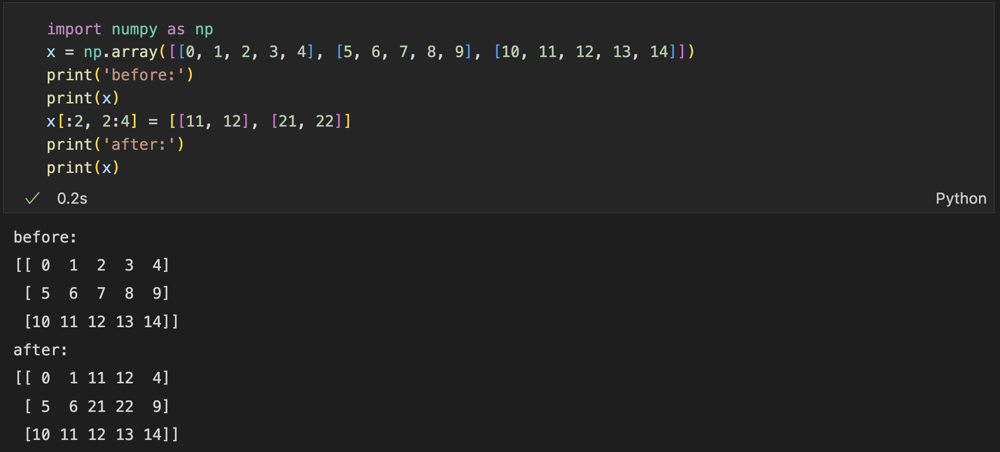 import numpy as np
x = np.array([[0, 1, 2, 3, 4], [5, 6, 7, 8, 9], [10, 11, 12, 13, 14]])
print('before:')
print(x)
x[:2, 2:4] = [[11, 12], [21, 22]]
print('after:')
print(x)
0.2s Python
before:
[[ 0  1  2  3  4]
 [ 5  6  7  8  9]
 [10 11 12 13 14]]
after:
[[ 0  1 11 12  4]
 [ 5  6 21 22  9]
 [10 11 12 13 14]]